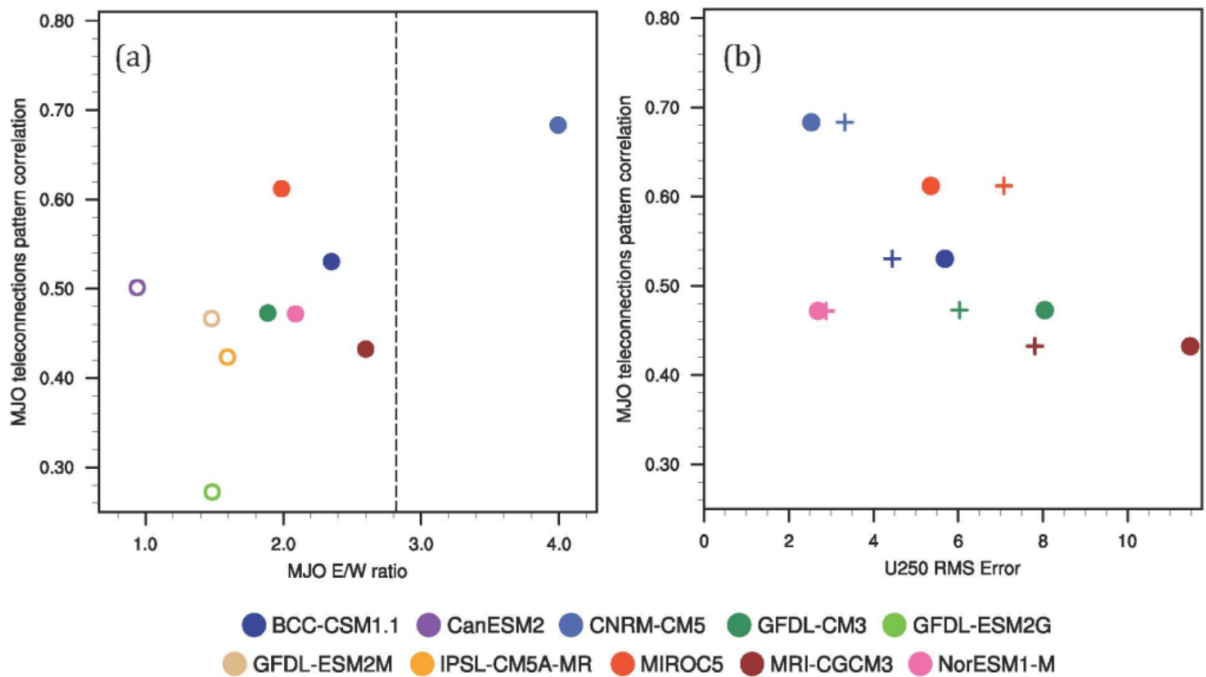 (a)
MJO teleconnections pattern correlation
0.80
0.70
0.60
0.50
0.40
0.30
1.0
2.0
3.0
4.0
MJO E/W ratio
(b)
MJO teleconnections pattern correlation
0.80
0.70
0.60
0.50
0.40
0.30
0
2
4
6
8
10
U250 RMS Error
BCC-CSM1.1 CanESM2 CNRM-CM5 GFDL-CM3 GFDL-ESM2G
GFDL-ESM2M IPSL-CM5A-MR MIROC5 MRI-CGCM3 NorESM1-M